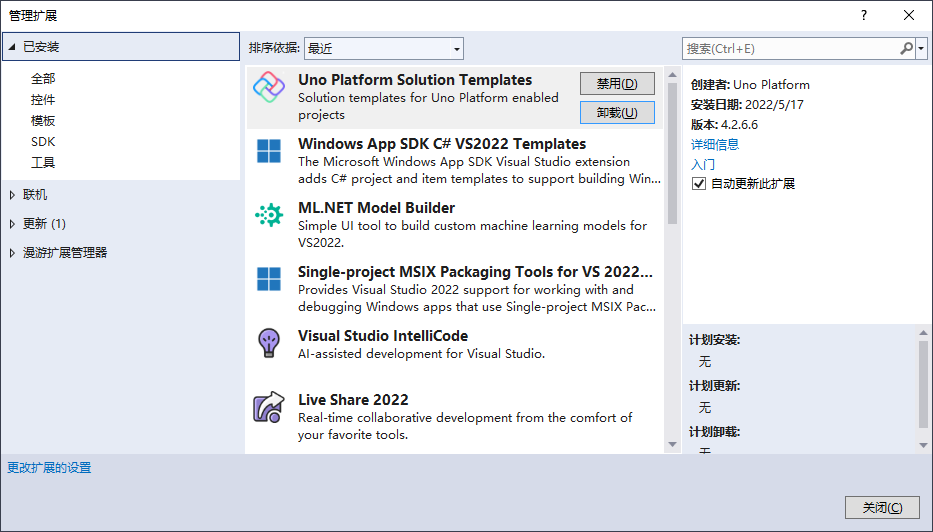 管理扩展
?
已安装
全部
控件
模板
SDK
工具
联机
更新 (1)
漫游扩展管理器
更改扩展的设置
排序依据: 最近
Uno Platform Solution Templates
Solution templates for Uno Platform enabled
projects
禁用(D)
卸载(U)
Windows App SDK C# VS2022 Templates
The Microsoft Windows App SDK Visual Studio extension
adds C# project and item templates to support building Win...
ML.NET Model Builder
Simple UI tool to build custom machine learning models for
VS2022.
Single-project MSIX Packaging Tools for VS 2022...
Provides Visual Studio 2022 support for working with and
debugging Windows apps that use Single-project MSIX Pac...
Visual Studio IntelliCode
AI-assisted development for Visual Studio.
Live Share 2022
Real-time collaborative development from the comfort of
your favorite tools.
搜索(Ctrl+E)
创建者: Uno Platform
安装日期: 2022/5/17
版本: 4.2.6.6
详细信息
入门
自动更新此扩展
计划安装:
无
计划更新:
无
计划卸载:
关闭(C)